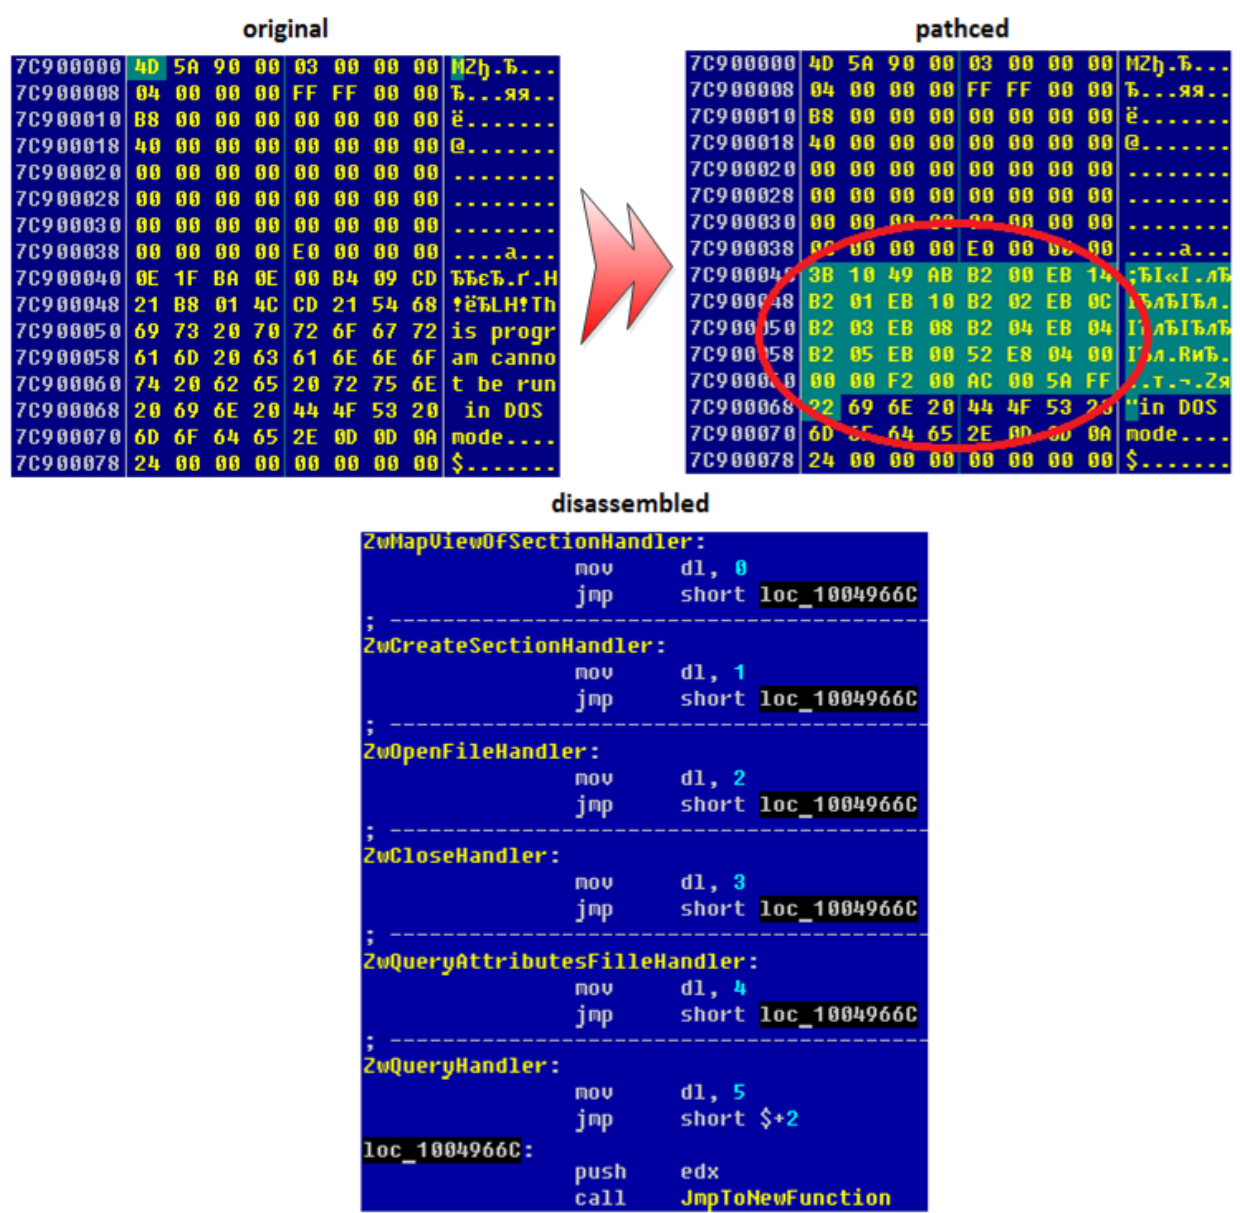 original
7C900000 4D 5A 90 00 03 00 00 00 MZђ.Ђ...
7C900008 04 00 00 00 FF FF 00 00 Ђ...яя..
7C900010 B8 00 00 00 00 00 00 00 ё.......
7C900018 40 00 00 00 00 00 00 00 @.......
7C900020 00 00 00 00 00 00 00 00 ........
7C900028 00 00 00 00 00 00 00 00 ........
7C900030 00 00 00 00 00 00 00 00 ........
7C900038 00 00 00 00 E0 00 00 00 ....а...
7C900040 0E 1F BA 0E 00 B4 09 CD ЂЂєЂ.ґ.Н
7C900048 21 B8 01 4C CD 21 54 68 !ёЂLН!Th
7C900050 69 73 20 70 72 6F 67 72 is progr
7C900058 61 6D 20 63 61 6E 6E 6F am canno
7C900060 74 20 62 65 20 72 75 6E t be run
7C900068 20 69 6E 20 44 4F 53 20 in DOS
7C900070 6D 6F 64 65 2E 0D 0D 0A mode....
7C900078 24 00 00 00 00 00 00 00 $.......
pathced
7C900000 4D 5A 90 00 03 00 00 00 MZђ.Ђ...
7C900008 04 00 00 00 FF FF 00 00 Ђ...яя..
7C900010 B8 00 00 00 00 00 00 00 ё.......
7C900018 40 00 00 00 00 00 00 00 @.......
7C900020 00 00 00 00 00 00 00 00 ........
7C900028 00 00 00 00 00 00 00 00 ........
7C900030 00 00 00 00 00 00 00 00 ........
7C900038 00 00 00 00 E0 00 00 00 ....а...
7C900040 3B 10 49 AB B2 00 EB 14 ;ЂI«І.лЂ
7C900048 B2 01 EB 10 B2 02 EB 0C ІЂлЂІЂл.
7C900050 B2 03 EB 08 B2 04 EB 04 ІЂлЂІЂлЂ
7C900058 B2 05 EB 00 52 E8 04 00 ІЂл.RиЂ.
7C900060 00 00 F2 00 AC 00 5A FF ..т.¬.Zя
7C900068 22 69 6E 20 44 4F 53 20 "in DOS
7C900070 6D 6F 64 65 2E 0D 0D 0A mode....
7C900078 24 00 00 00 00 00 00 00 $.......
disassembled
ZwMapViewOfSectionHandler:
mov dl, 0
jmp short loc_1004966C
; ----------------------------------------
ZwCreateSectionHandler:
mov dl, 1
jmp short loc_1004966C
; ----------------------------------------
ZwOpenFileHandler:
mov dl, 2
jmp short loc_1004966C
; ----------------------------------------
ZwCloseHandler:
mov dl, 3
jmp short loc_1004966C
; ----------------------------------------
ZwQueryAttributesFilleHandler:
mov dl, 4
jmp short loc_1004966C
; ----------------------------------------
ZwQueryHandler:
mov dl, 5
jmp short $+2
loc_1004966C:
push edx
call JmpToNewFunction